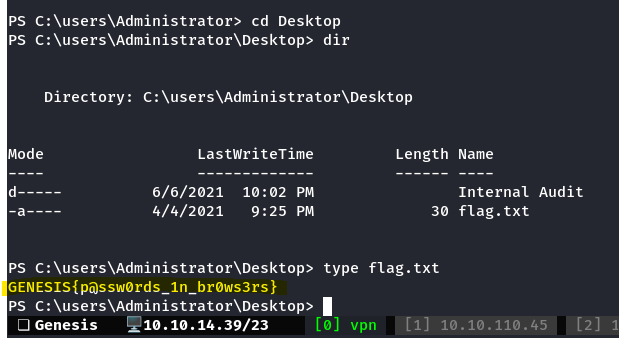 PS C:\users\Administrator> cd Desktop
PS C:\users\Administrator\Desktop> dir
Directory: C:\users\Administrator\Desktop
Mode LastWriteTime Length Name
---- ------------- ------ ----
d----- 6/6/2021 10:02 PM Internal Audit
-a---- 4/4/2021 9:25 PM 30 flag.txt
PS C:\users\Administrator\Desktop> type flag.txt
GENESIS{p@ssw0rds_1n_br0ws3rs}
PS C:\users\Administrator\Desktop>
Genesis 10.10.14.39/23 [0] vpn [1] 10.10.110.45 [2] 1